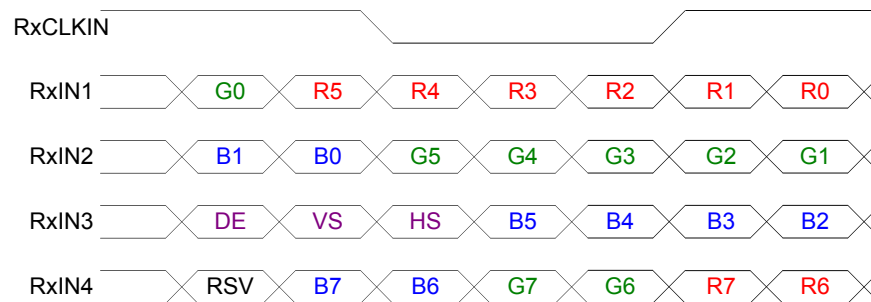 RxCLKIN
RxIN1 G0 R5 R4 R3 R2 R1 R0
RxIN2 B1 B0 G5 G4 G3 G2 G1
RxIN3 DE VS HS B5 B4 B3 B2
RxIN4 RSV B7 B6 G7 G6 R7 R6